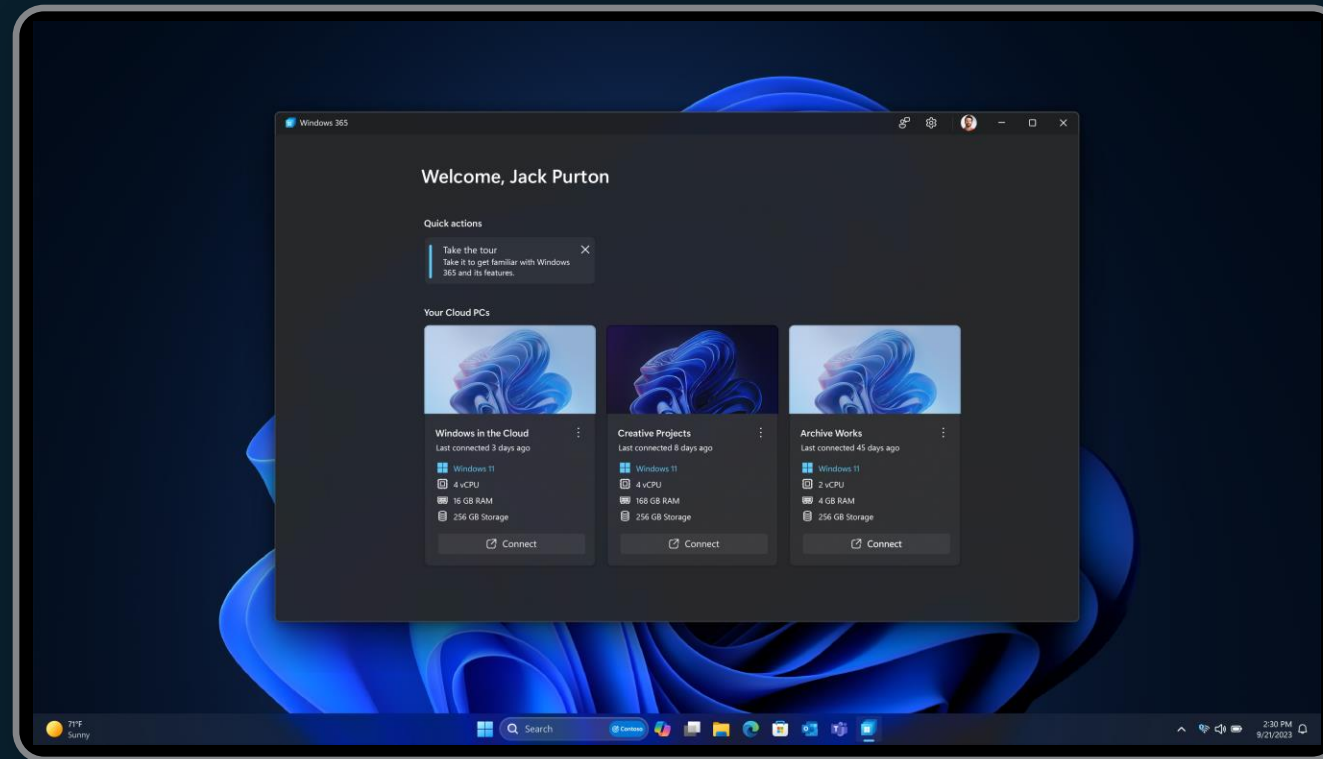 Windows 365
Welcome, Jack Purton
Quick actions
Take the tour
Take it to get familiar with Windows
365 and its features.
Your Cloud PCs
Windows in the Cloud
Last connected 3 days ago
Windows 11
4 vCPU
16 GB RAM
256 GB Storage
Connect
Creative Projects
Last connected 8 days ago
Windows 11
4 vCPU
168 GB RAM
256 GB Storage
Connect
Archive Works
Last connected 45 days ago
Windows 11
2 vCPU
4 GB RAM
256 GB Storage
Connect
71°F
Sunny
Search
Contoso
2:30 PM
9/21/2023